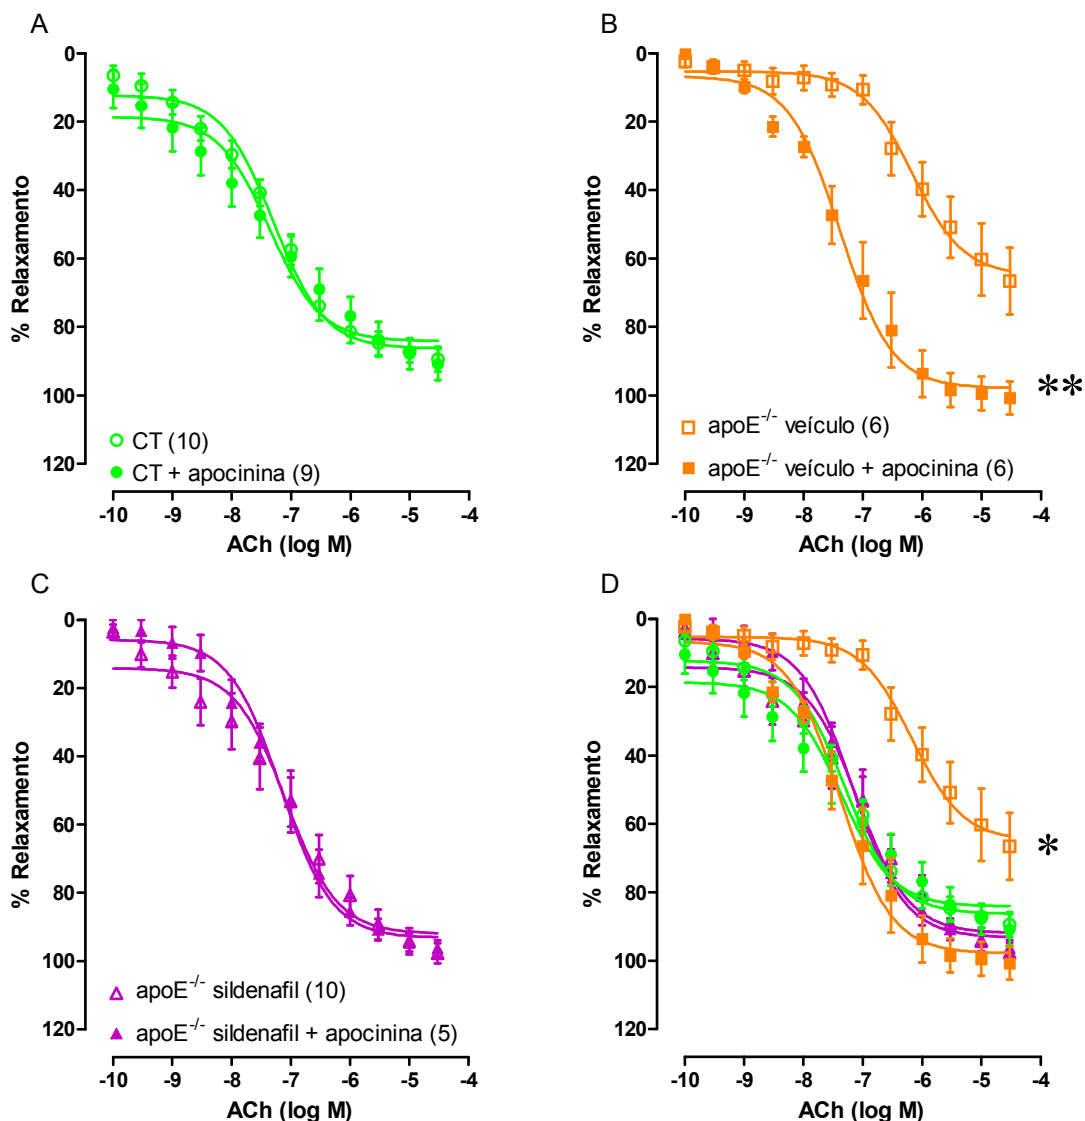 A
0
20
40
60
80
100
120
% Relaxamento
CT (10)
CT + apocinina (9)
-10 -9 -8 -7 -6 -5 -4
ACh (log M)
B
0
20
40
60
80
100
120
% Relaxamento
**
apoE-/- veículo (6)
apoE-/- veículo + apocinina (6)
-10 -9 -8 -7 -6 -5 -4
ACh (log M)
C
0
20
40
60
80
100
120
% Relaxamento
apoE-/- sildenafil (10)
apoE-/- sildenafil + apocinina (5)
-10 -9 -8 -7 -6 -5 -4
ACh (log M)
D
0
20
40
60
80
100
120
% Relaxamento
*
-10 -9 -8 -7 -6 -5 -4
ACh (log M)